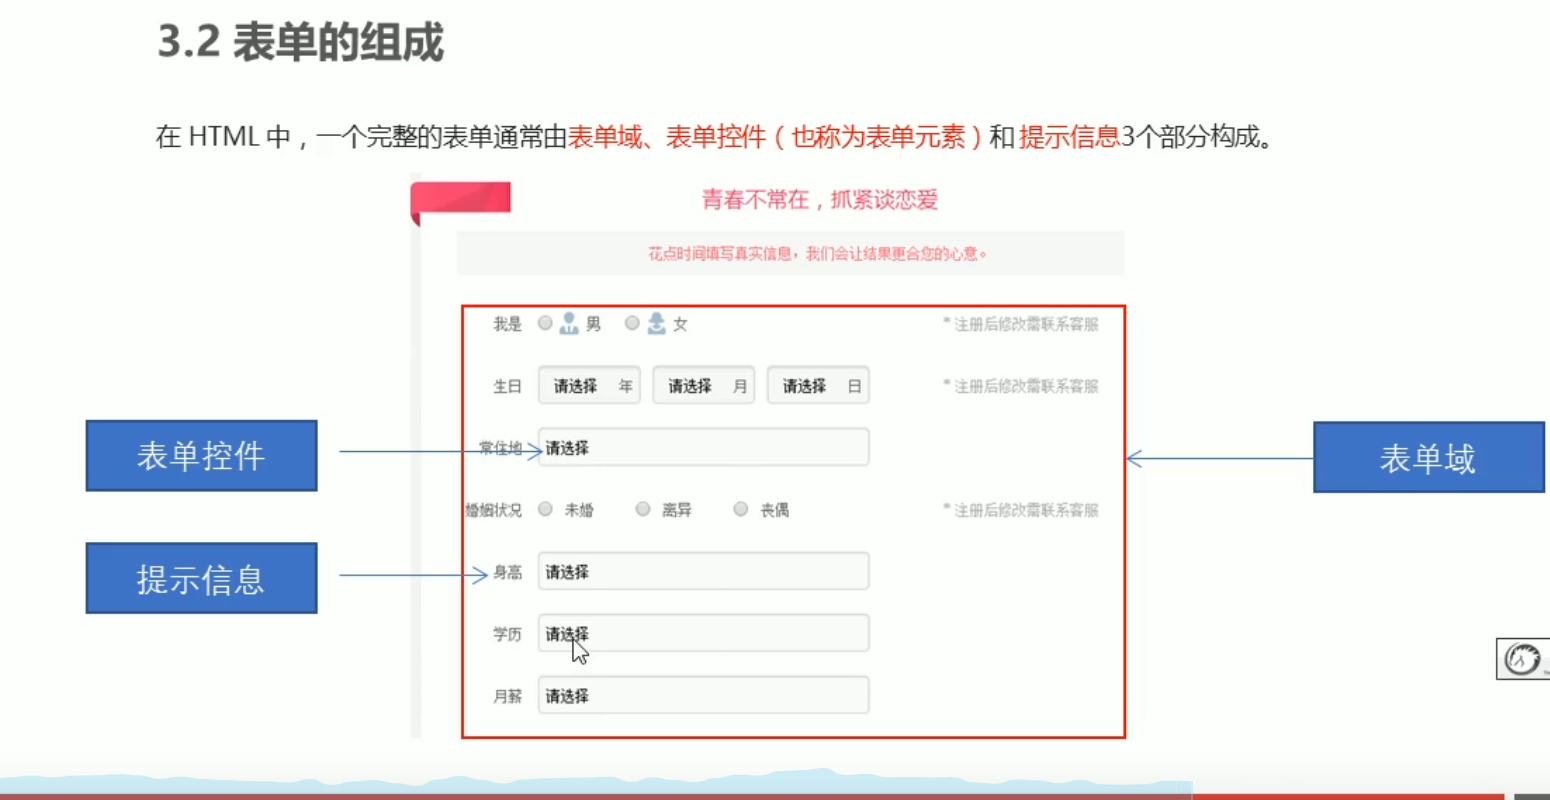 3.2 表单的组成
在 HTML 中，一个完整的表单通常由表单域、表单控件（也称为表单元素）和 提示信息3个部分构成。
青春不常在，抓紧谈恋爱
花点时间填写真实信息，我们会让结果更合您的心意。
我是 男 女 * 注册后修改需联系客服
生日 请选择 年 请选择 月 请选择 日 * 注册后修改需联系客服
表单控件
常住地 请选择
表单域
婚姻状况 未婚 离异 丧偶 * 注册后修改需联系客服
提示信息
身高 请选择
学历 请选择
月薪 请选择